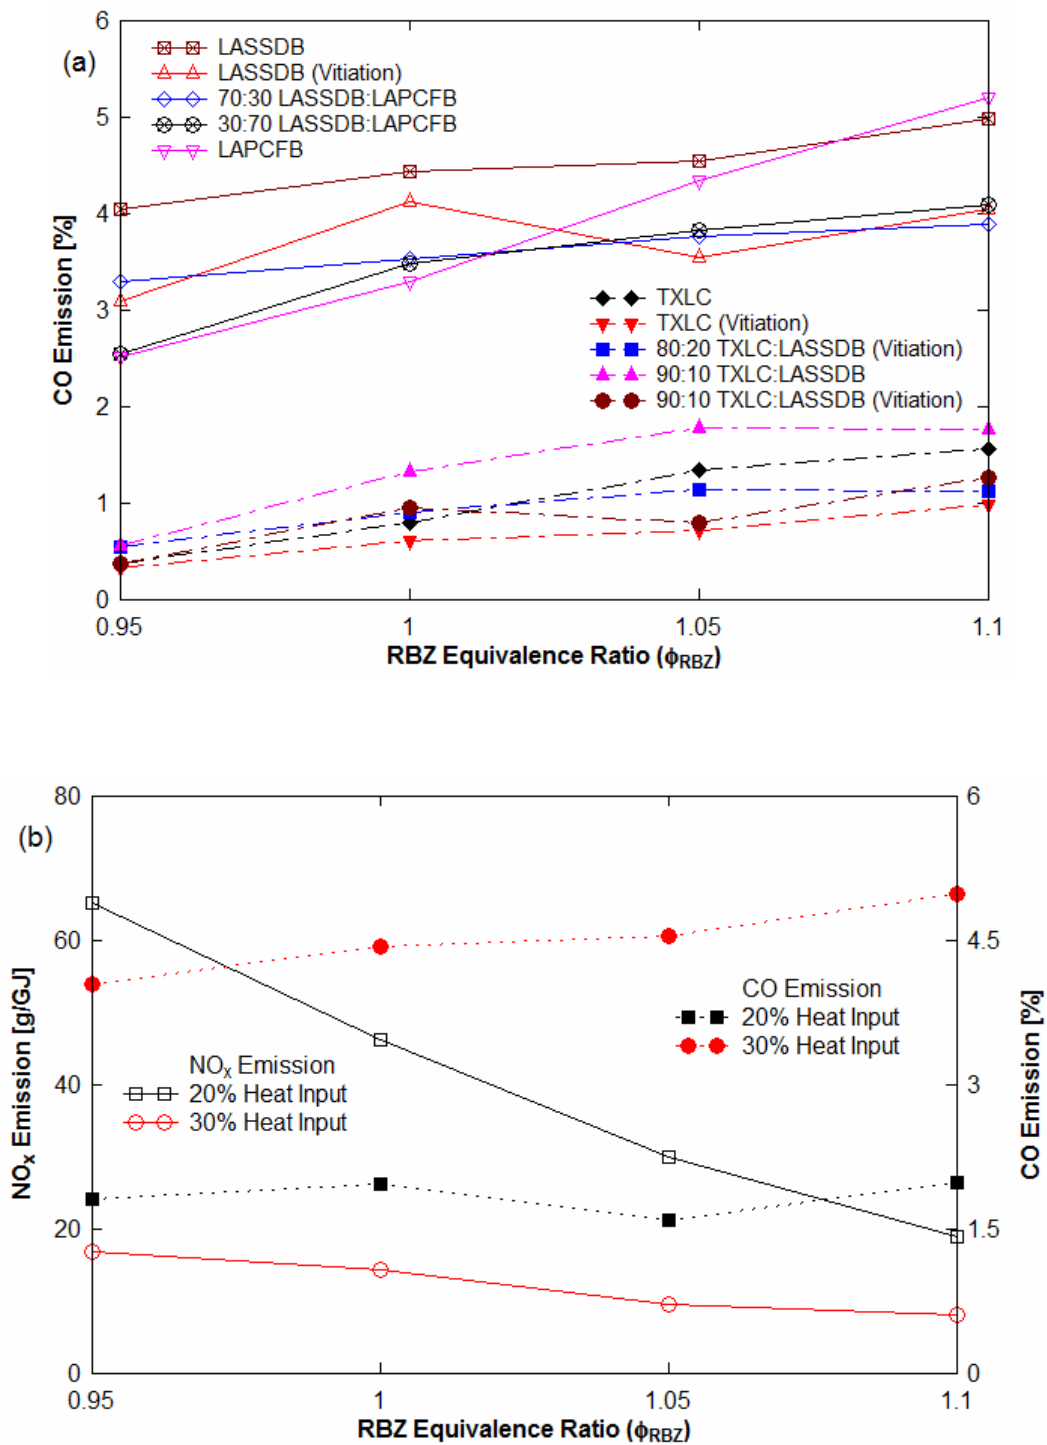 6
(a)
LASSDB
LASSDB (Vitiation)
70:30 LASSDB:LAPCFB
30:70 LASSDB:LAPCFB
LAPCFB
5
4
CO Emission [%]
3
TXLC
TXLC (Vitiation)
80:20 TXLC:LASSDB (Vitiation)
90:10 TXLC:LASSDB
90:10 TXLC:LASSDB (Vitiation)
2
1
0
0.95 1 1.05 1.1
RBZ Equivalence Ratio (ϕRBZ)
80 6
(b)
60 4.5
NOx Emission [g/GJ]
CO Emission [%]
CO Emission
20% Heat Input
30% Heat Input
NOx Emission
20% Heat Input
30% Heat Input
40 3
20 1.5
0 0
0.95 1 1.05 1.1
RBZ Equivalence Ratio (ϕRBZ)